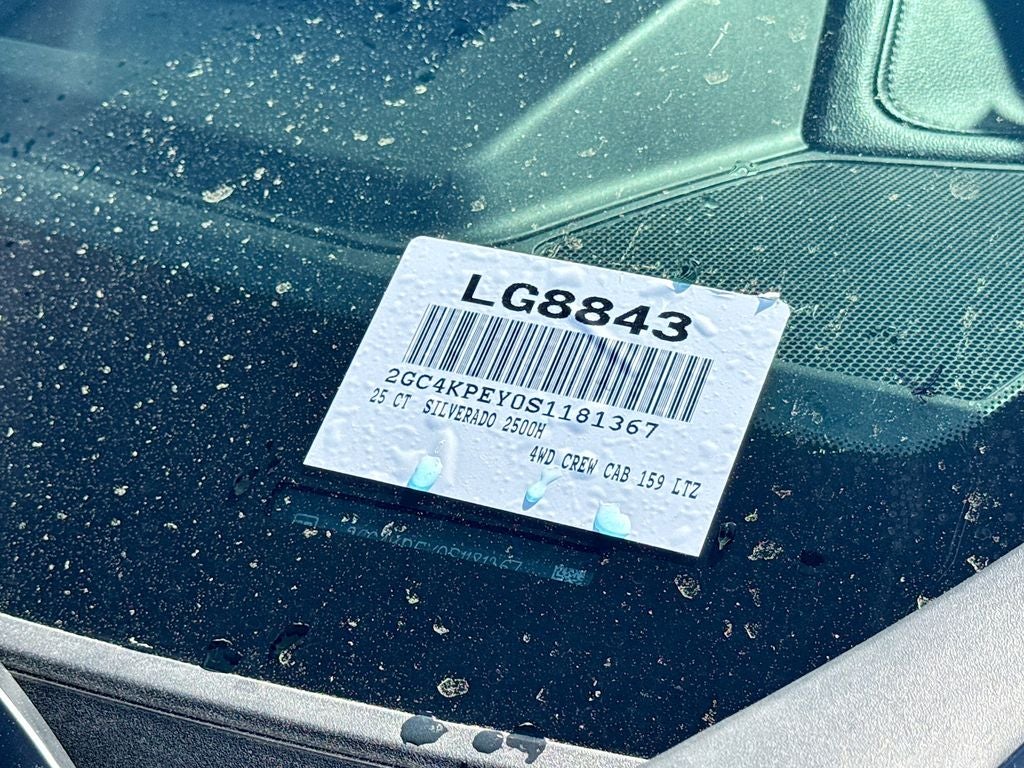 LG8843
2GC4KPEY0S1181367
25 CT SILVERADO 2500H
4WD CREW CAB 159 LTZ